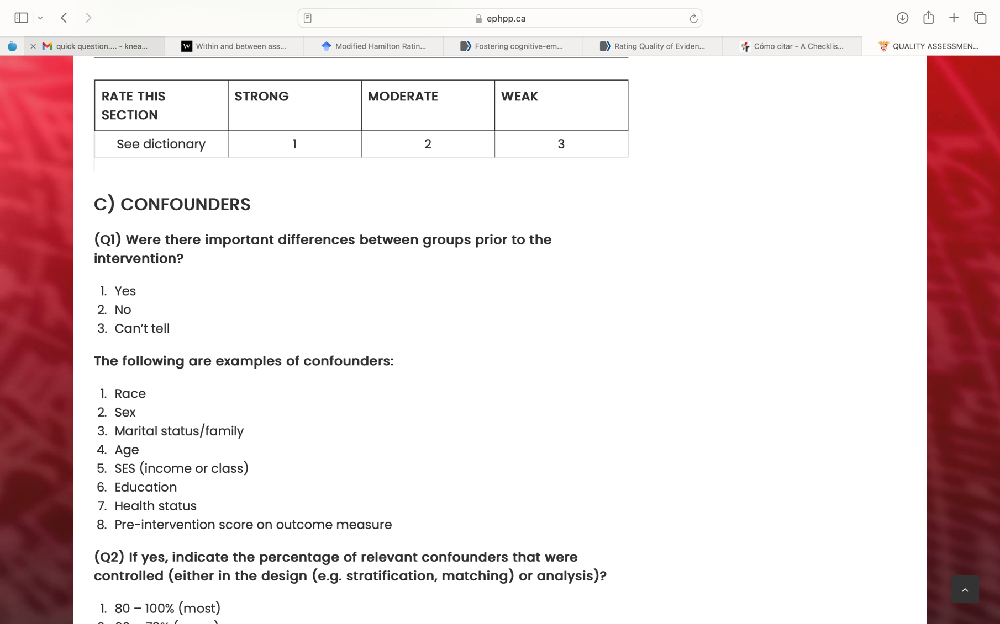 ephpp.ca
quick question.... - knea...
Within and between ass...
Modified Hamilton Ratin...
Fostering cognitive-em...
Rating Quality of Eviden...
Cómo citar - A Checklis...
QUALITY ASSESSMEN...
RATE THIS SECTION STRONG MODERATE WEAK
See dictionary 1 2 3
C) CONFOUNDERS
(Q1) Were there important differences between groups prior to the
intervention?
1. Yes
2. No
3. Can’t tell
The following are examples of confounders:
1. Race
2. Sex
3. Marital status/family
4. Age
5. SES (income or class)
6. Education
7. Health status
8. Pre-intervention score on outcome measure
(Q2) If yes, indicate the percentage of relevant confounders that were
controlled (either in the design (e.g. stratification, matching) or analysis)?
1. 80 – 100% (most)